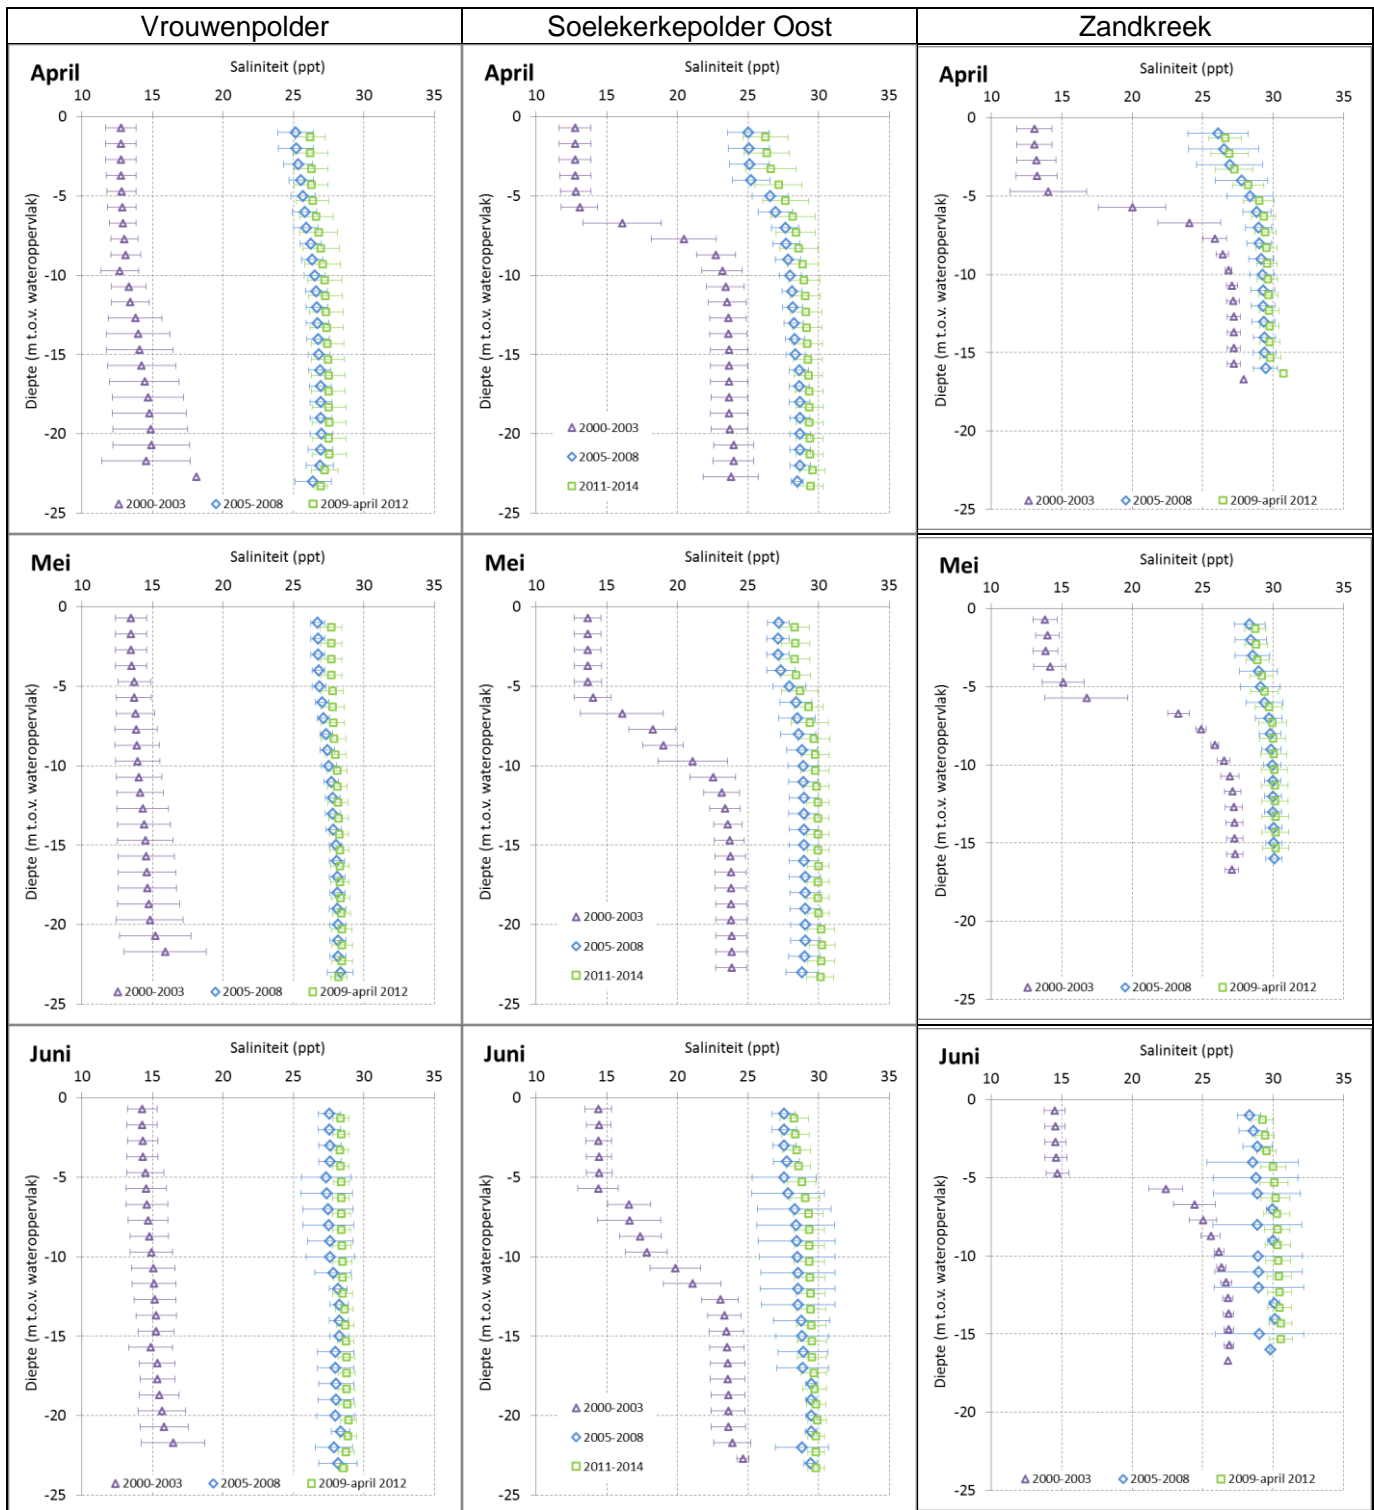 Vrouwenpolder
Soelekerkepolder Oost
Zandkreek
April
Saliniteit (ppt)
10 15 20 25 30 35
0
-5
-10
-15
-20
-25
Diepte (m t.o.v. wateroppervlak)
2000-2003 2005-2008 2009-april 2012
April
Saliniteit (ppt)
10 15 20 25 30 35
0
-5
-10
-15
-20
-25
Diepte (m t.o.v. wateroppervlak)
2000-2003
2005-2008
2011-2014
April
Saliniteit (ppt)
10 15 20 25 30 35
0
-5
-10
-15
-20
-25
Diepte (m t.o.v. wateroppervlak)
2000-2003 2005-2008 2009-april 2012
Mei
Saliniteit (ppt)
10 15 20 25 30 35
0
-5
-10
-15
-20
-25
Diepte (m t.o.v. wateroppervlak)
2000-2003 2005-2008 2009-april 2012
Mei
Saliniteit (ppt)
10 15 20 25 30 35
0
-5
-10
-15
-20
-25
Diepte (m t.o.v. wateroppervlak)
2000-2003
2005-2008
2011-2014
Mei
Saliniteit (ppt)
10 15 20 25 30 35
0
-5
-10
-15
-20
-25
Diepte (m t.o.v. wateroppervlak)
2000-2003 2005-2008 2009-april 2012
Juni
Saliniteit (ppt)
10 15 20 25 30 35
0
-5
-10
-15
-20
-25
Diepte (m t.o.v. wateroppervlak)
2000-2003 2005-2008 2009-april 2012
Juni
Saliniteit (ppt)
10 15 20 25 30 35
0
-5
-10
-15
-20
-25
Diepte (m t.o.v. wateroppervlak)
2000-2003
2005-2008
2011-2014
Juni
Saliniteit (ppt)
10 15 20 25 30 35
0
-5
-10
-15
-20
-25
Diepte (m t.o.v. wateroppervlak)
2000-2003 2005-2008 2009-april 2012